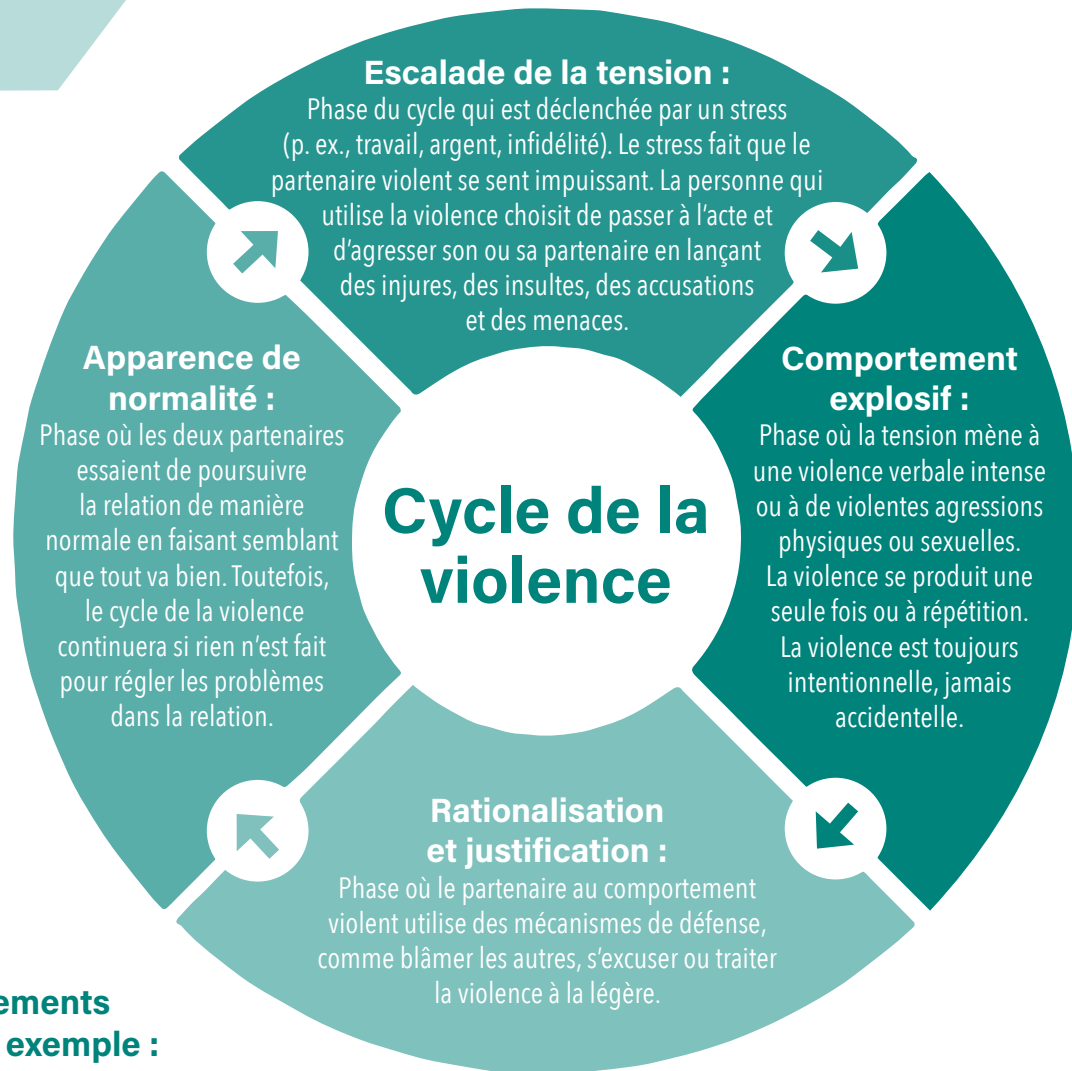 Escalade de la tension :
Phase du cycle qui est déclenchée par un stress
(p. ex., travail, argent, infidélité). Le stress fait que le
partenaire violent se sent impuissant. La personne qui
utilise la violence choisit de passer à l’acte et
d’agresser son ou sa partenaire en lançant
des injures, des insultes, des accusations
et des menaces.
Comportement
explosif :
Phase où la tension mène à
une violence verbale intense
ou à de violentes agressions
physiques ou sexuelles.
La violence se produit une
seule fois ou à répétition.
La violence est toujours
intentionnelle, jamais
accidentelle.
Rationalisation
et justification :
Phase où le partenaire au comportement
violent utilise des mécanismes de défense,
comme blâmer les autres, s’excuser ou traiter
la violence à la légère.
Apparence de
normalité :
Phase où les deux partenaires
essaient de poursuivre
la relation de manière
normale en faisant semblant
que tout va bien. Toutefois,
le cycle de la violence
continuera si rien n’est fait
pour régler les problèmes
dans la relation.
Cycle de la
violence
ements
exemple :